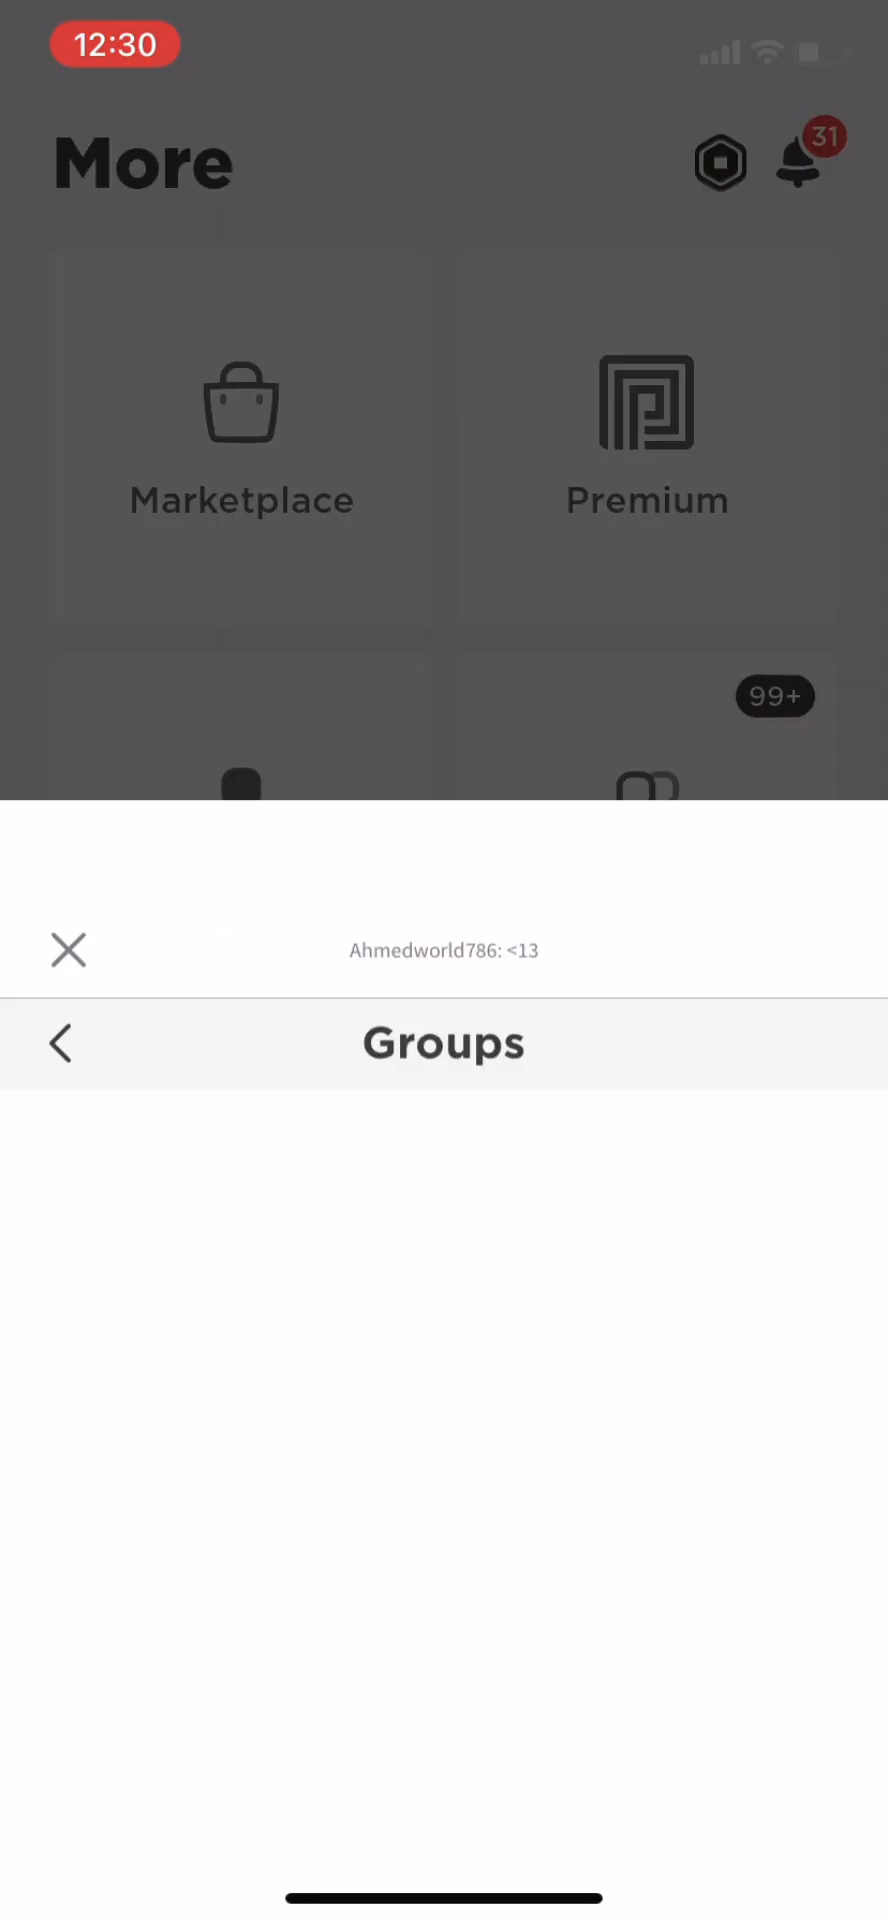 12:30
More
31
Marketplace
Premium
99+
Ahmedworld786: <13
Groups